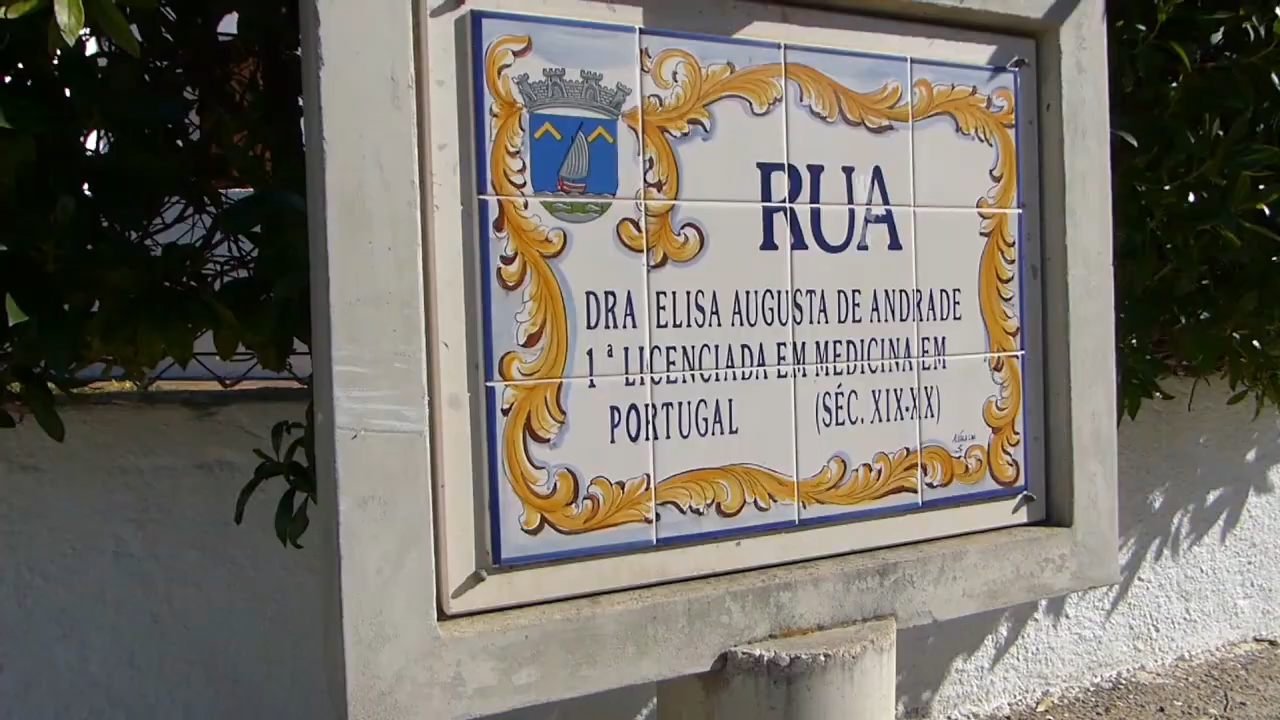 RUA
DRA ELISA AUGUSTA DE ANDRADE
1ª LICENCIADA EM MEDICINA EM
PORTUGAL (SÉC. XIX-XX)